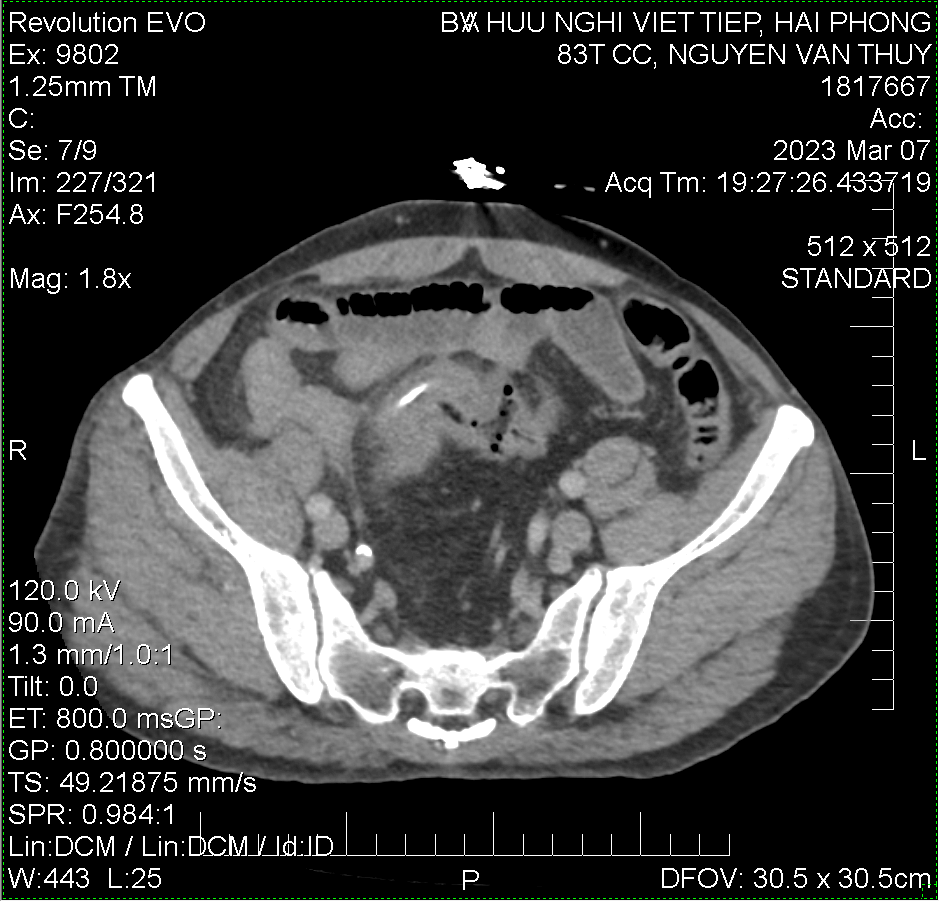 Revolution EVO
Ex: 9802
1.25mm TM
C:
Se: 7/9
Im: 227/321
Ax: F254.8
Mag: 1.8x
HUU NGHI VIET TIEP, HAI PHONG
83T CC, NGUYEN VAN THUY
1817667
Acc:
2023 Mar 07
Acq Tm: 19:27:26.433719
512 x 512
STANDARD
R
L
120.0 kV
90.0 mA
1.3 mm/1.0:1
Tilt: 0.0
ET: 800.0 msGP:
GP: 0.800000 s
TS: 49.21875 mm/s
SPR: 0.984:1
Lin:DCM / Lin:DCM / Id:ID
W:443 L:25
P
DFOV: 30.5 x 30.5cm